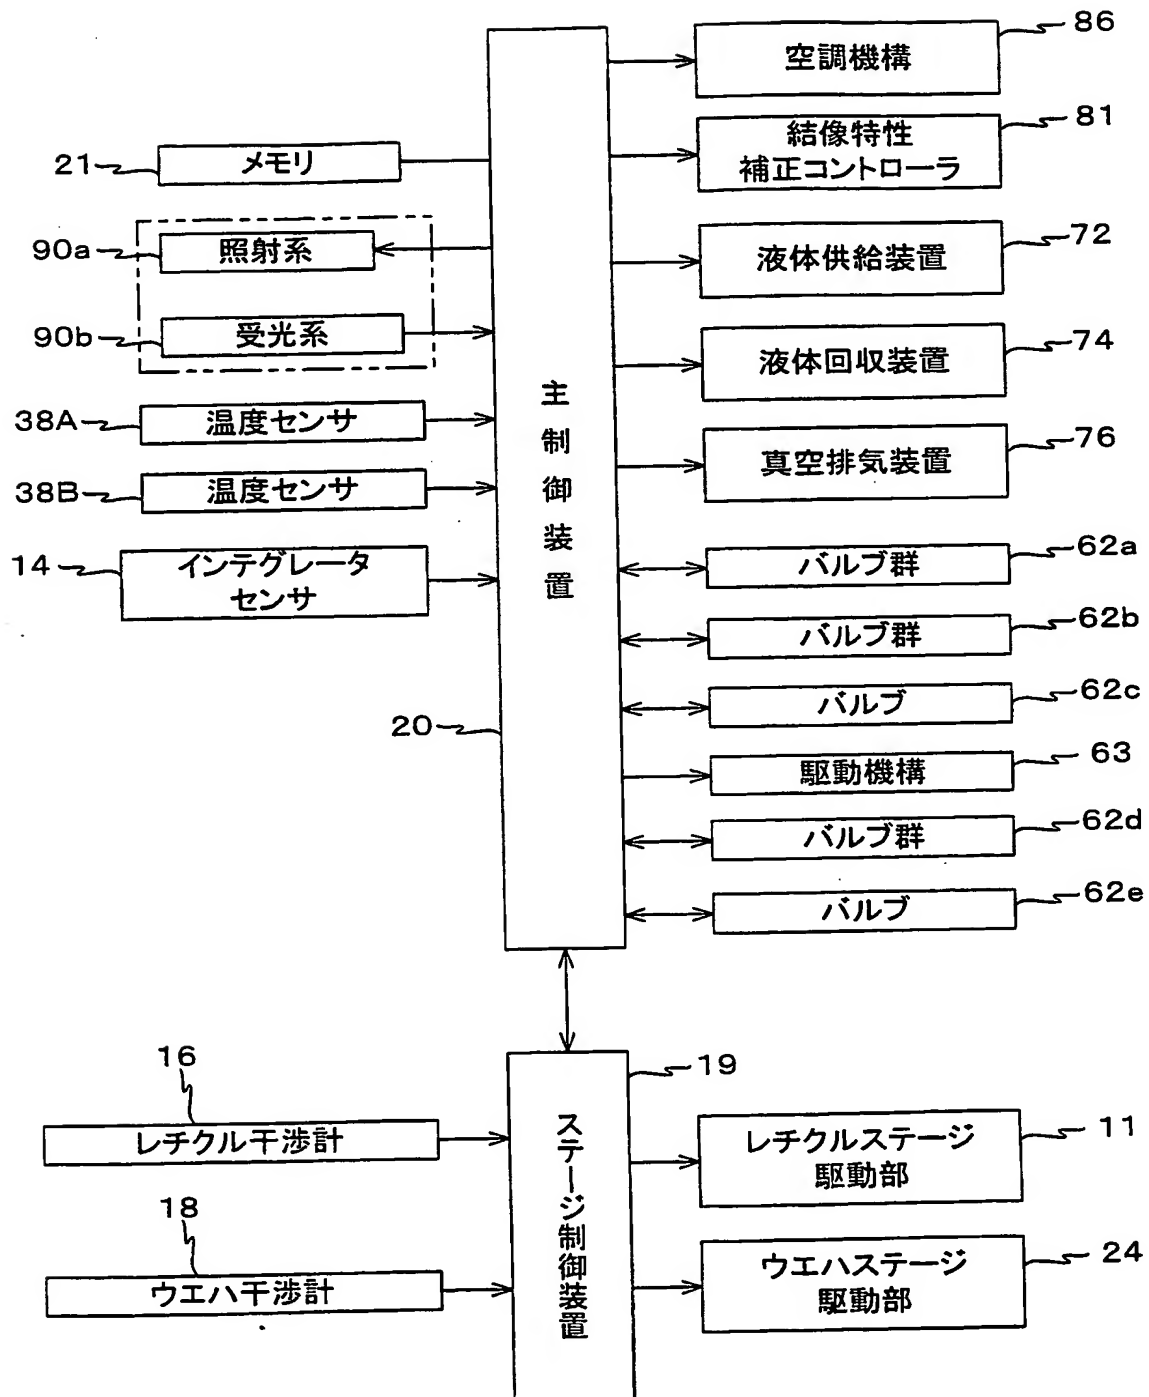 86
空調機構
81
結像特性
補正コントローラ
21
メモリ
90a
照射系
72
液体供給装置
90b
受光系
74
液体回収装置
38A
温度センサ
76
真空排気装置
38B
温度センサ
主制御装置
14
インテグレータ
センサ
62a
バルブ群
62b
バルブ群
62c
バルブ
20
63
駆動機構
62d
バルブ群
62e
バルブ
16
レチクル干渉計
19
ステージ制御装置
11
レチクルステージ
駆動部
18
ウエハ干渉計
24
ウエハステージ
駆動部